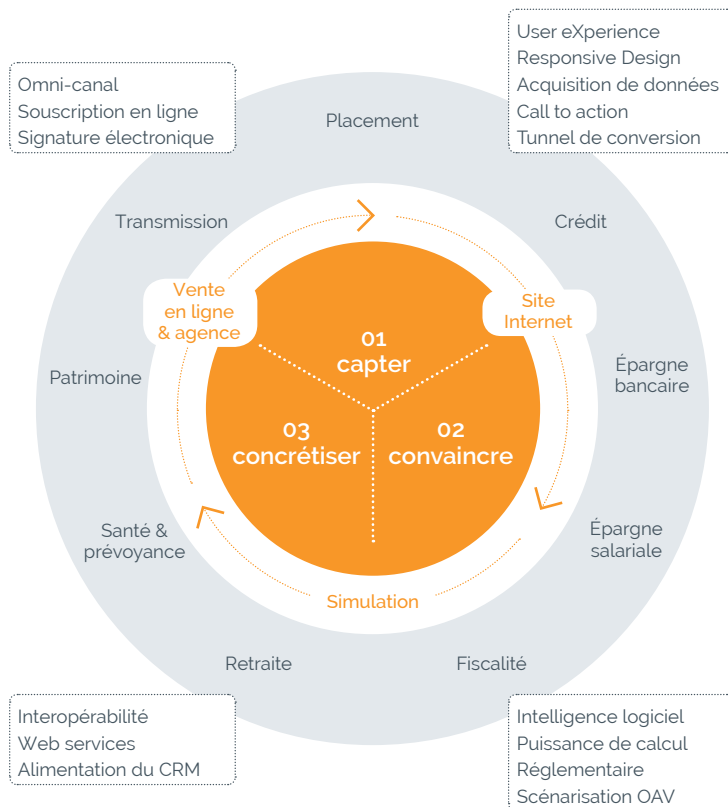 User eXperience
Responsive Design
Acquisition de données
Call to action
Tunnel de conversion
Omni-canal
Souscription en ligne
Signature électronique
Placement
Transmission
Crédit
Vente
en ligne
& agence
Site
Internet
01
capter
Patrimoine
Épargne
bancaire
03
concrétiser
02
convaincre
Santé &
prévoyance
Épargne
salariale
Simulation
Retraite
Fiscalité
Interopérabilité
Web services
Alimentation du CRM
Intelligence logiciel
Puissance de calcul
Réglementaire
Scénarisation OAV